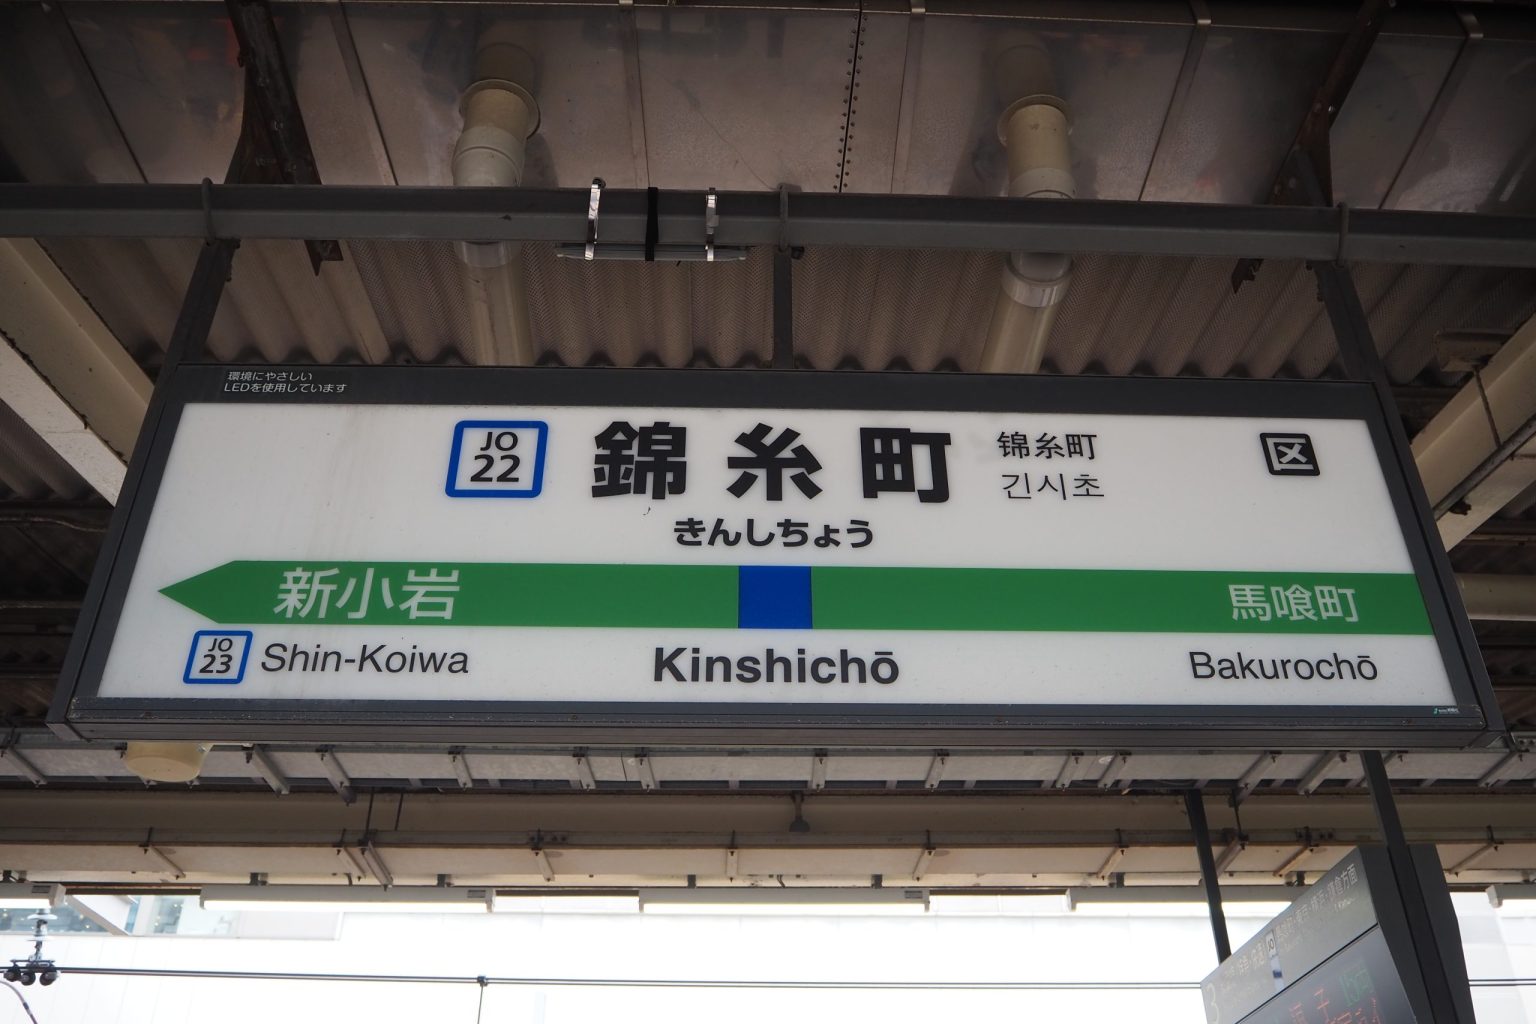 環境にやさしい
LEDを使用しています
JO
22
錦糸町
锦糸町
긴시초
区
きんしちょう
新小岩
馬喰町
JO
23
Shin-Koiwa
Kinshichō
Bakurochō
3